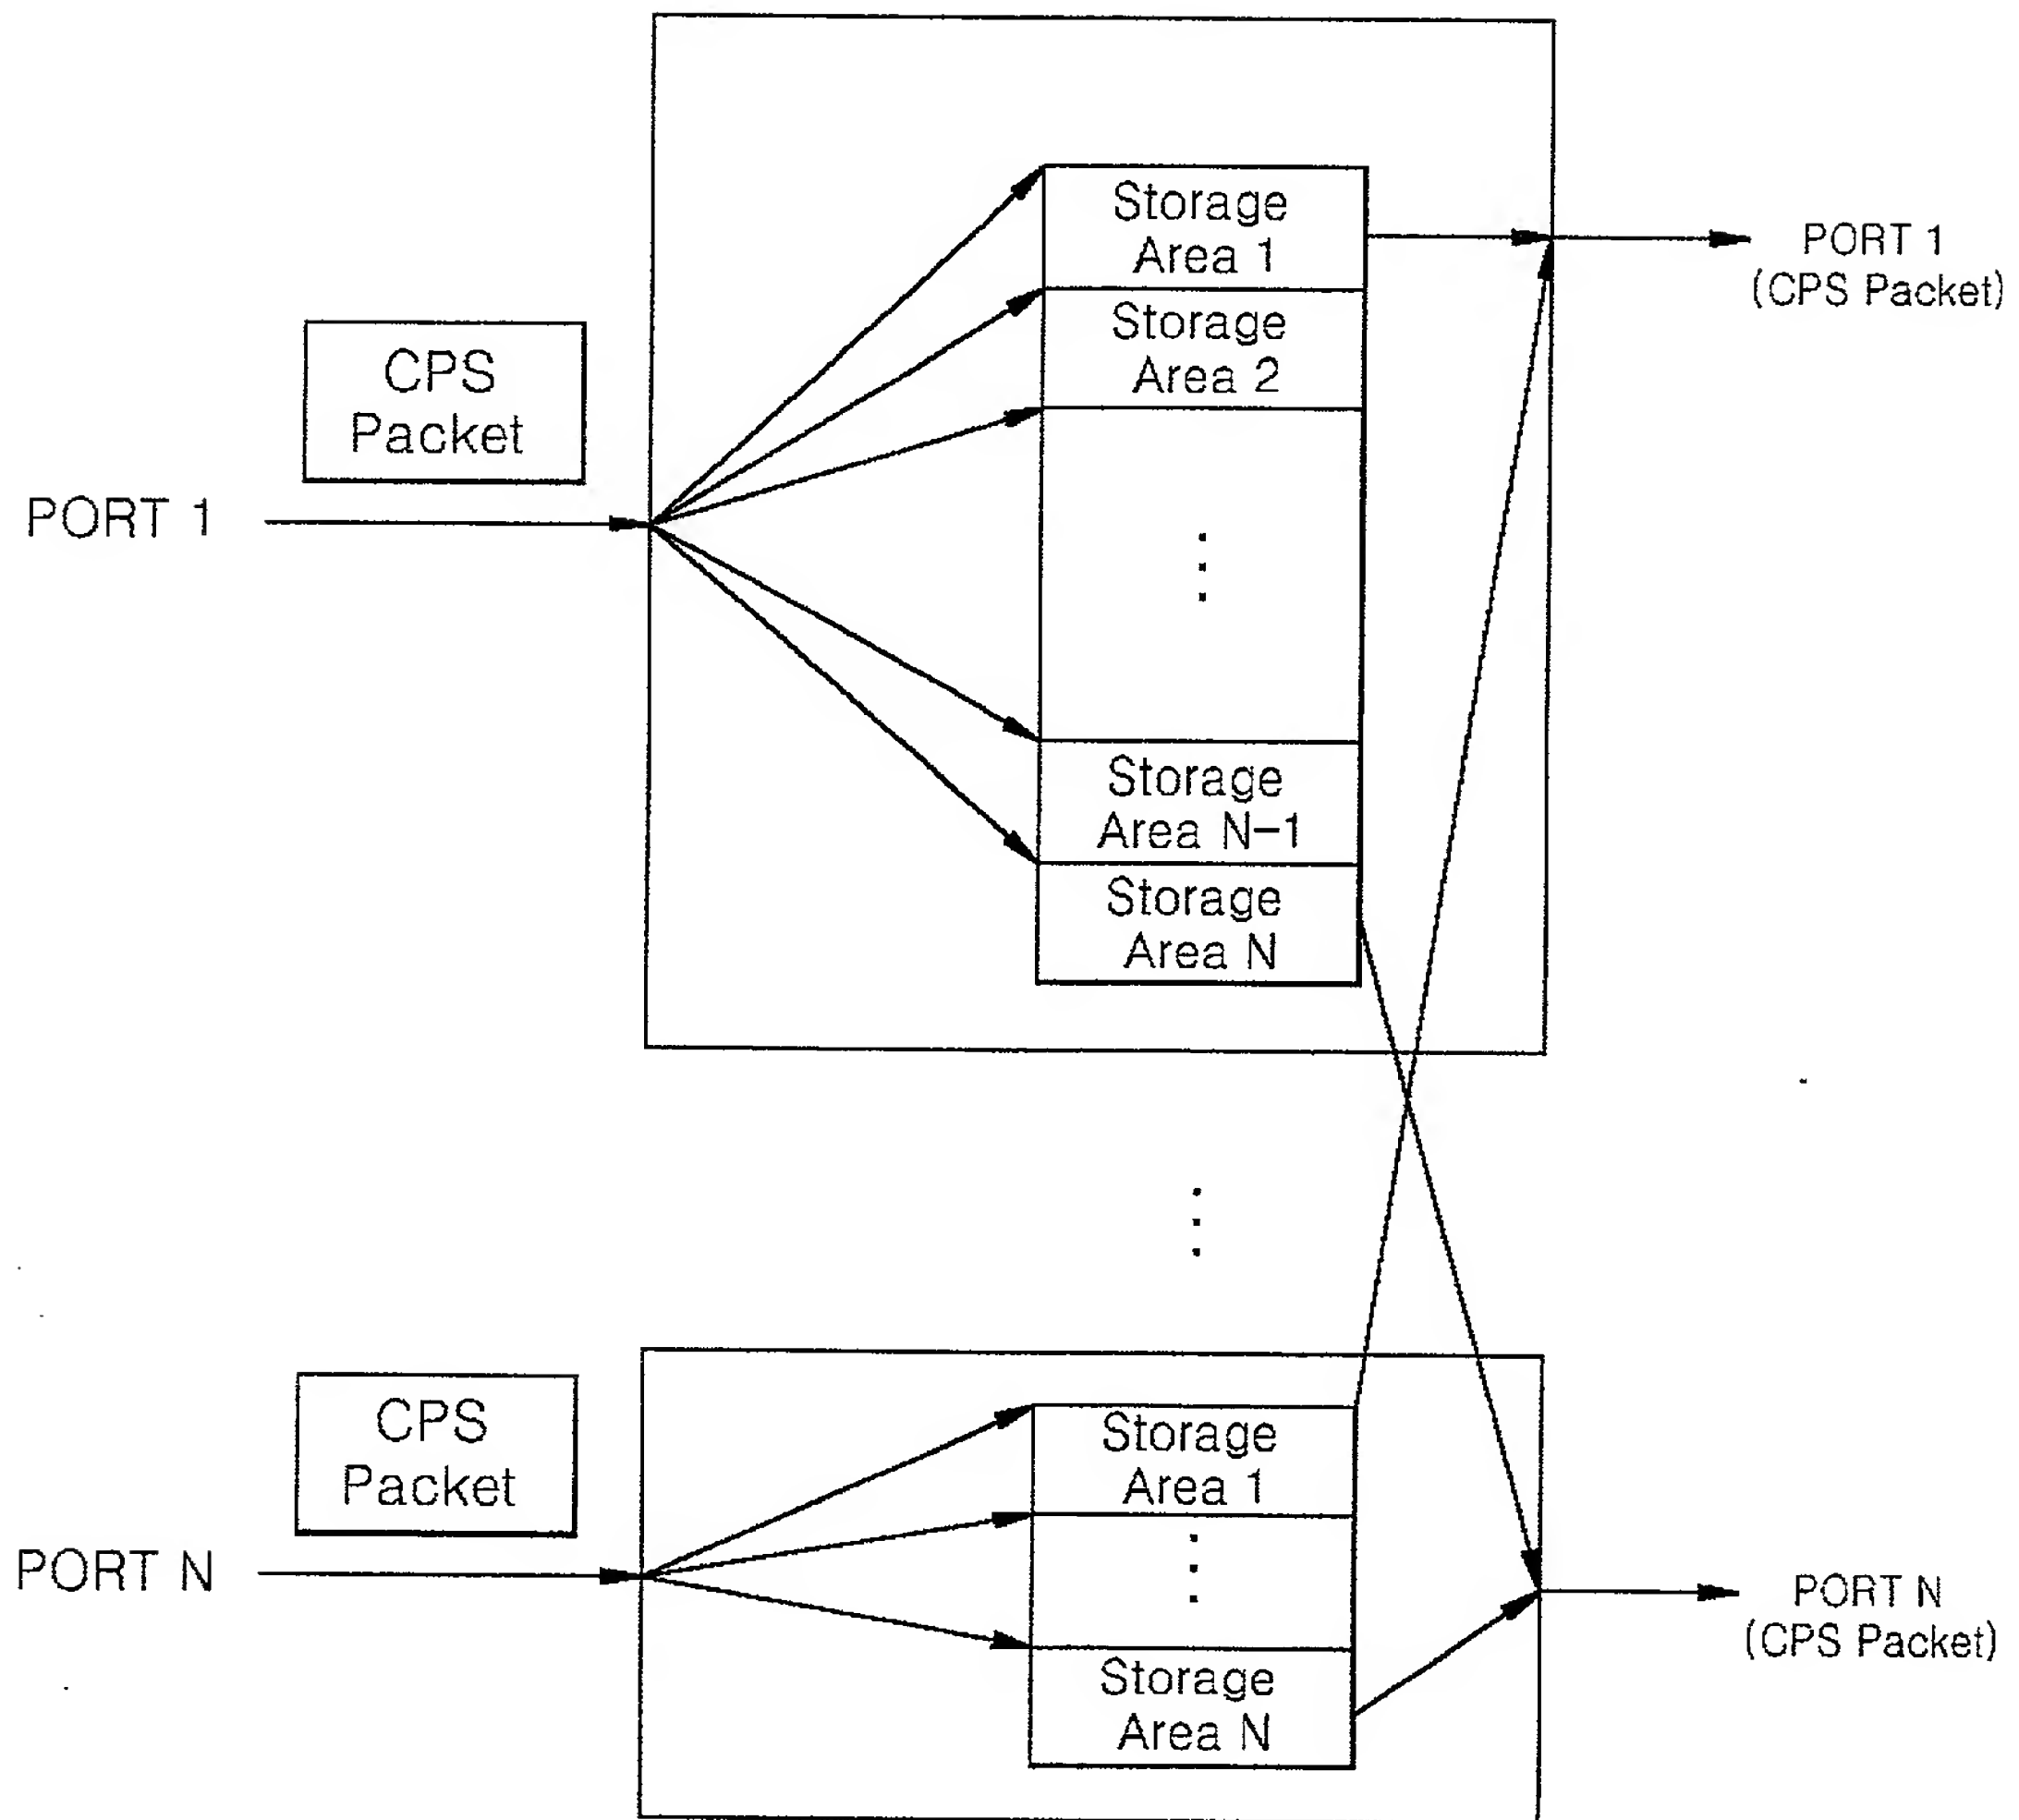 Storage
Area 1
PORT 1
(CPS Packet)
Storage
Area 2
CPS
Packet
PORT 1
Storage
Area N-1
Storage
Area N
CPS
Packet
Storage
Area 1
PORT N
PORT N
(CPS Packet)
Storage
Area N